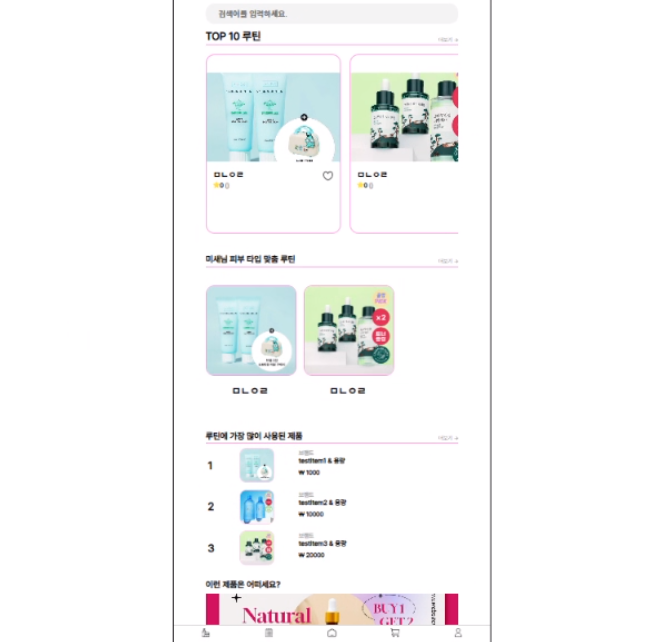 검색어를 입력하세요.
TOP 10 루틴
더보기 +
ㅁㄴㅇㄹ
0 ()
ㅁㄴㅇㄹ
0 ()
미새님 피부 타입 맞춤 루틴
더보기 +
x2
ㅁㄴㅇㄹ
ㅁㄴㅇㄹ
루틴에 가장 많이 사용된 제품
더보기 +
1
브랜드
testItem1 & 용량
₩ 1000
2
브랜드
testItem2 & 용량
₩ 10000
3
브랜드
testItem3 & 용량
₩ 20000
이런 제품은 어떠세요?
Natural
BUY 1
GET 2